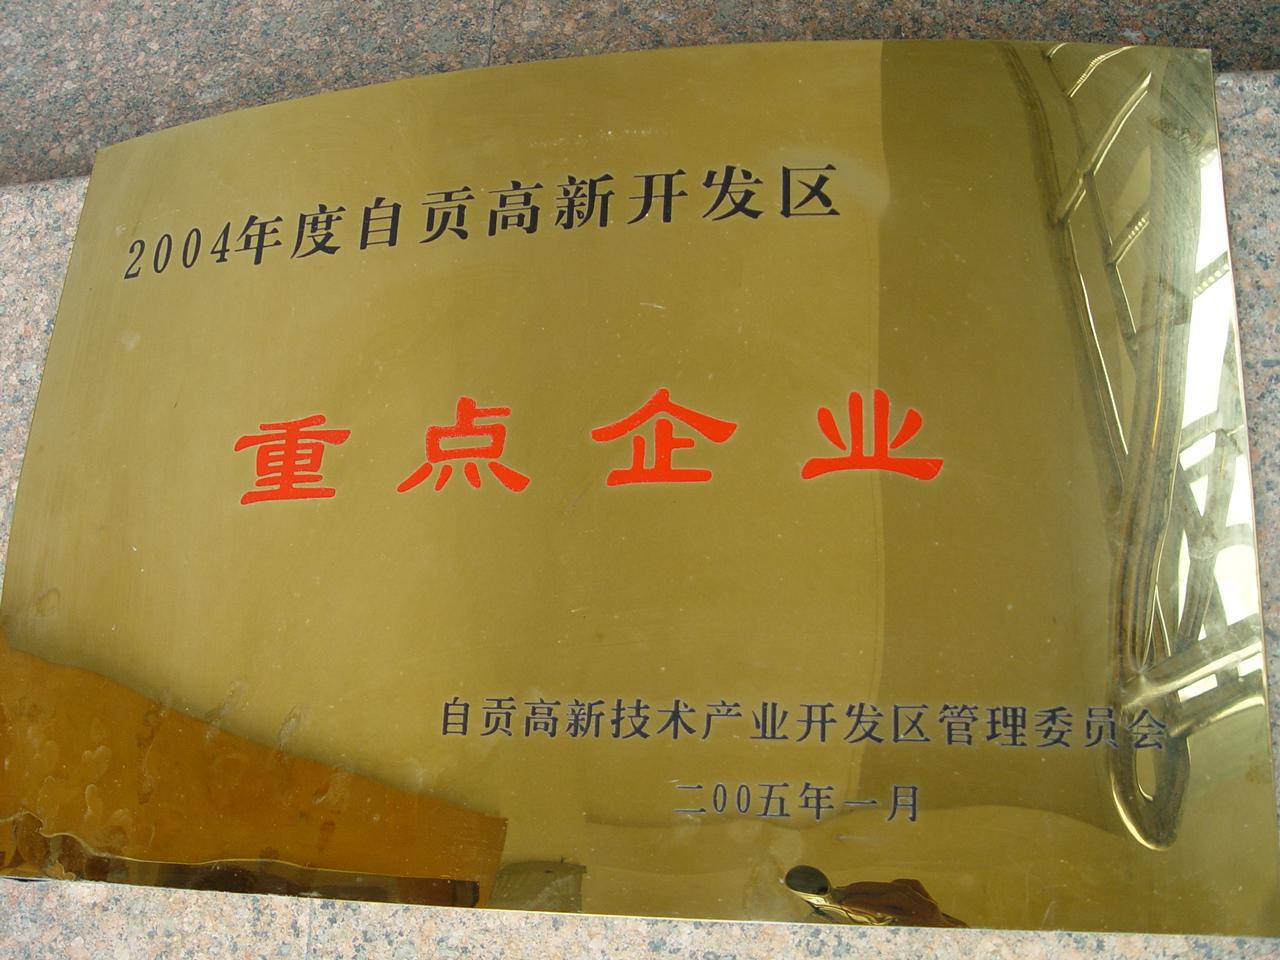 2004年度自贡高新开发区
重点企业
自贡高新技术产业开发区管理委员会
二00五年一月